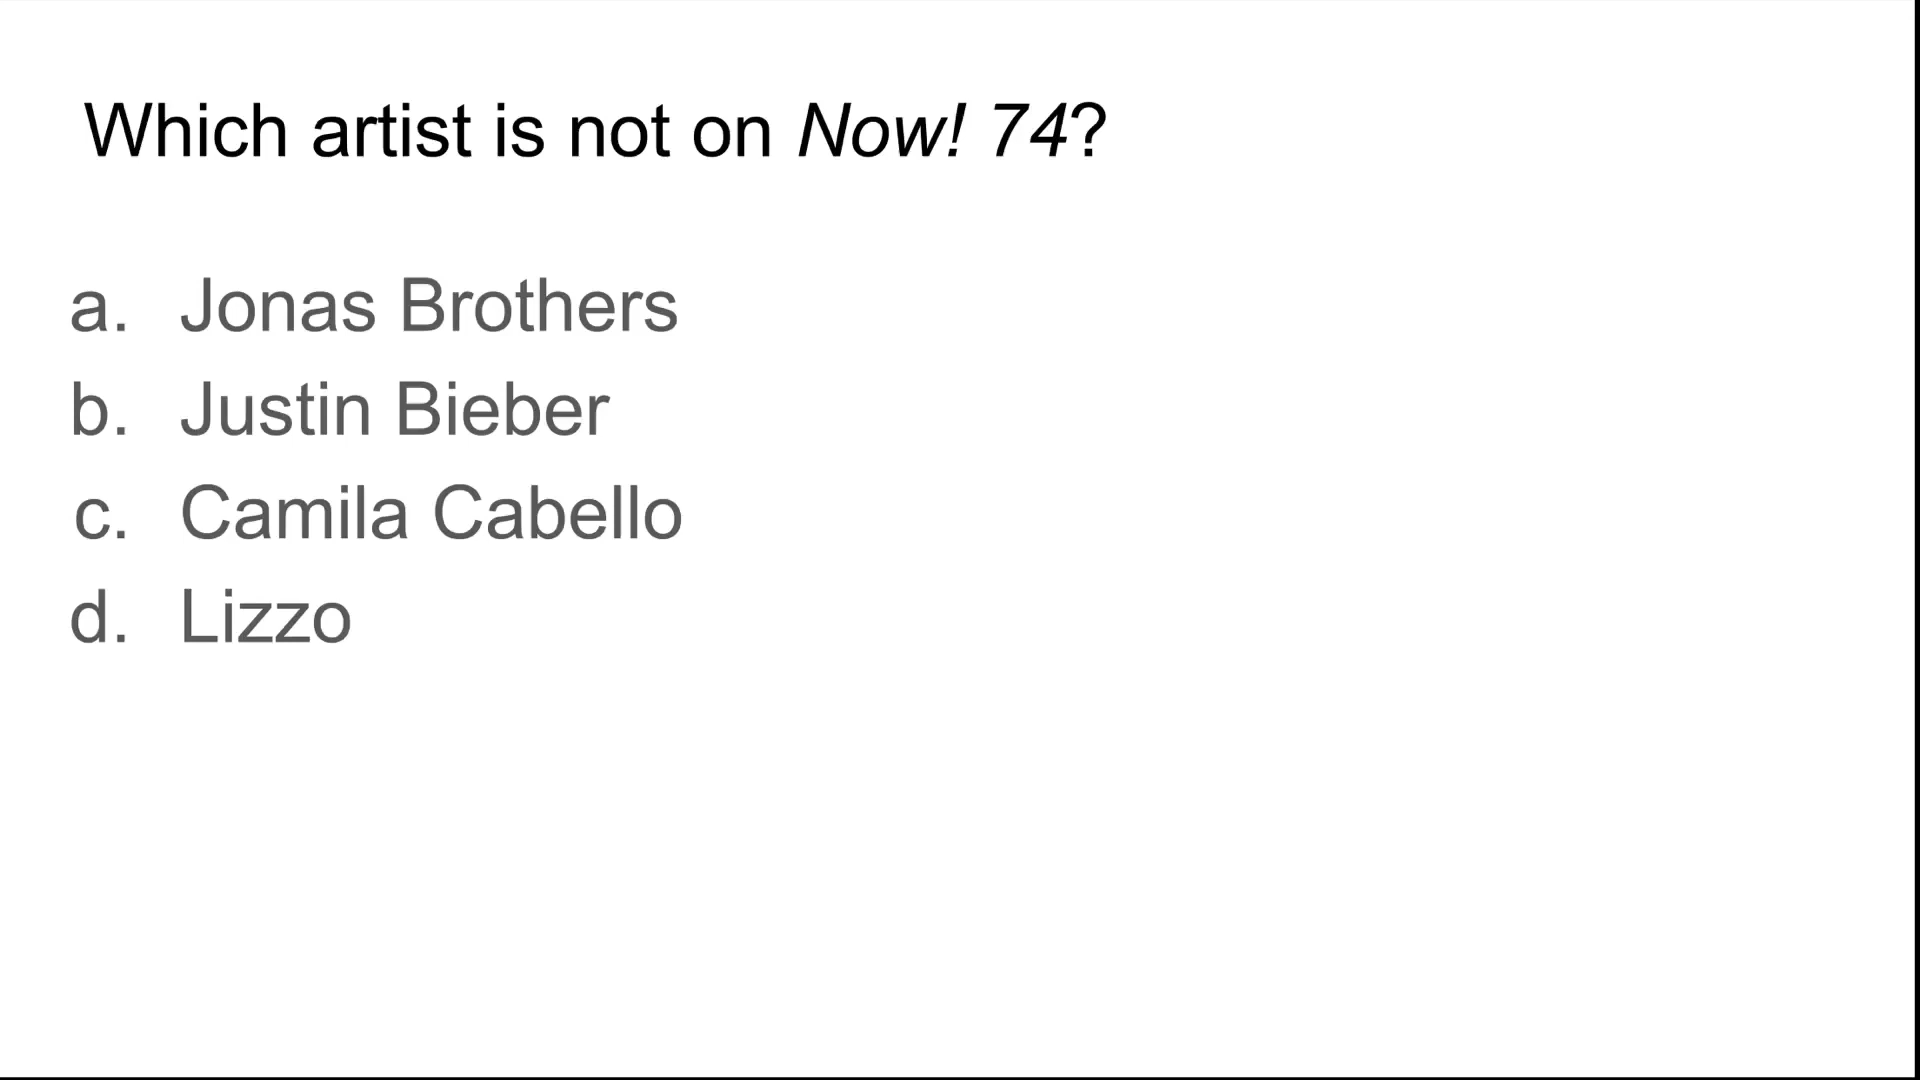 Which artist is not on Now! 74?
a. Jonas Brothers
b. Justin Bieber
c. Camila Cabello
d. Lizzo